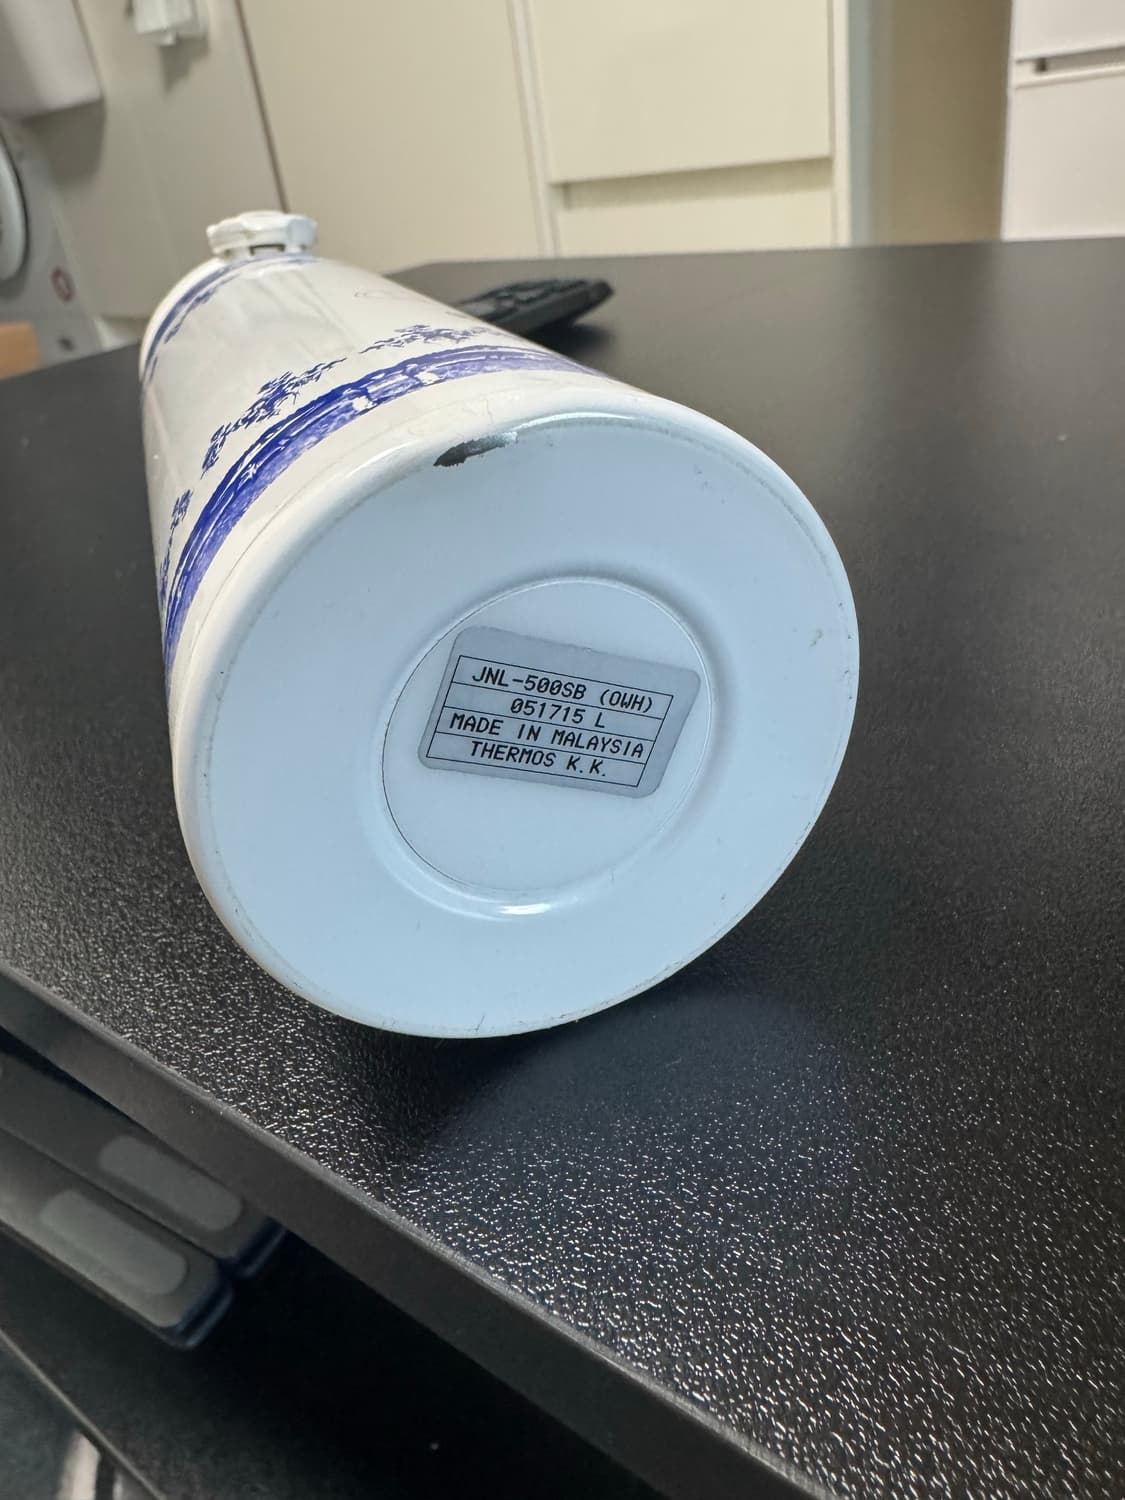 JNL-500SB (OWH)
051715 L
MADE IN MALAYSIA
THERMOS K.K.